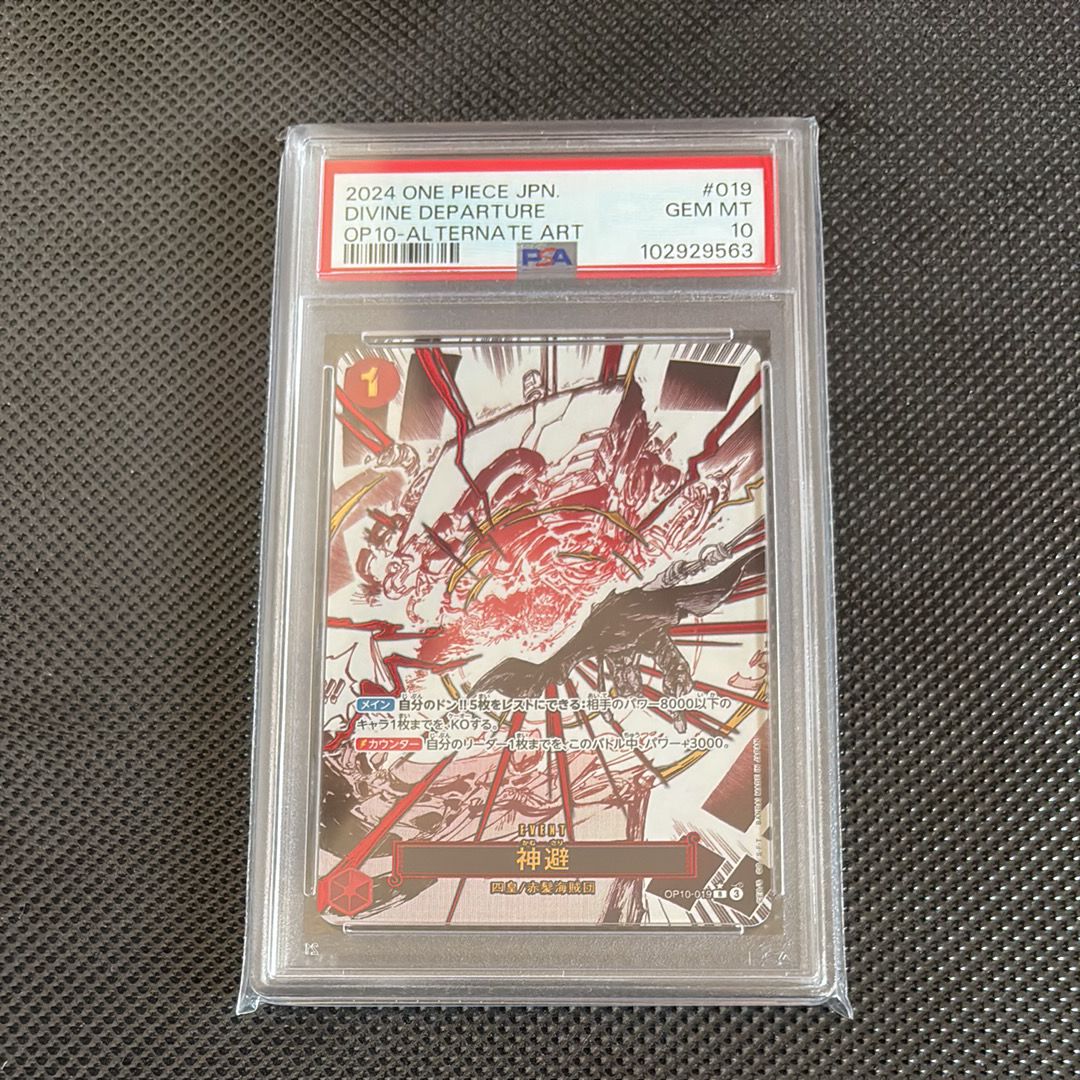 2024 ONE PIECE JPN. #019
DIVINE DEPARTURE GEM MT
OP10-ALTERNATE ART 10
PSA 102929563
1
メイン 自分のドン!!5枚をレストにできる:相手のパワー8000以下の
キャラ1枚までを、KOする。
カウンター 自分のリーダー1枚までを、このバトル中、パワー+3000。
EVENT
かむ さり
神避
四皇/赤髪海賊団
OP10-019 R 3